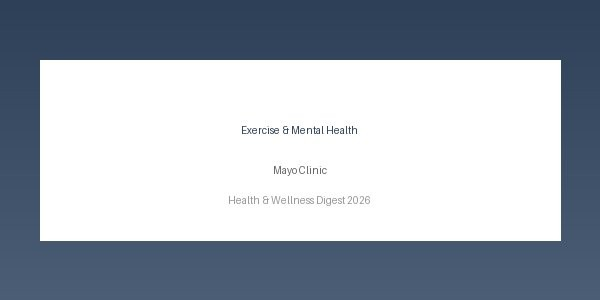 Exercise & Mental Health
Mayo Clinic
Health & Wellness Digest 2026